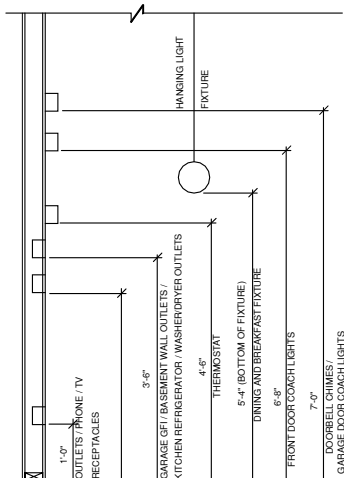 HANGING LIGHT
FIXTURE
1'-0"
OUTLETS / PHONE / TV
RECEPTACLES
3'-6"
GARAGE GFI / BASEMENT WALL OUTLETS /
KITCHEN REFRIGERATOR / WASHER/DRYER OUTLETS
4'-6"
THERMOSTAT
5'-4" (BOTTOM OF FIXTURE)
DINING AND BREAKFAST FIXTURE
6'-8"
FRONT DOOR COACH LIGHTS
7'-0"
DOORBELL CHIMES /
GARAGE DOOR COACH LIGHTS